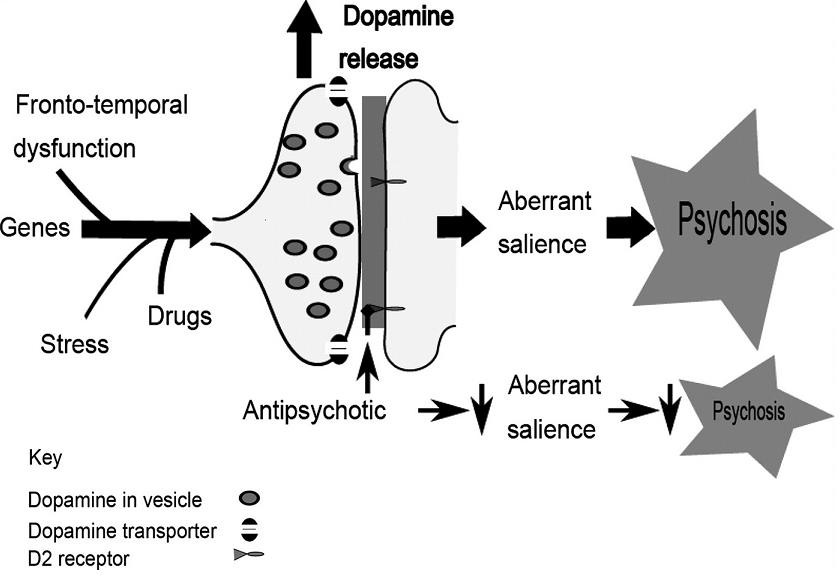 Dopamine
release
Fronto-temporal
dysfunction
Genes
Stress
Drugs
Aberrant
salience
Psychosis
Antipsychotic
Aberrant
salience
Psychosis
Key
Dopamine in vesicle
Dopamine transporter
D2 receptor